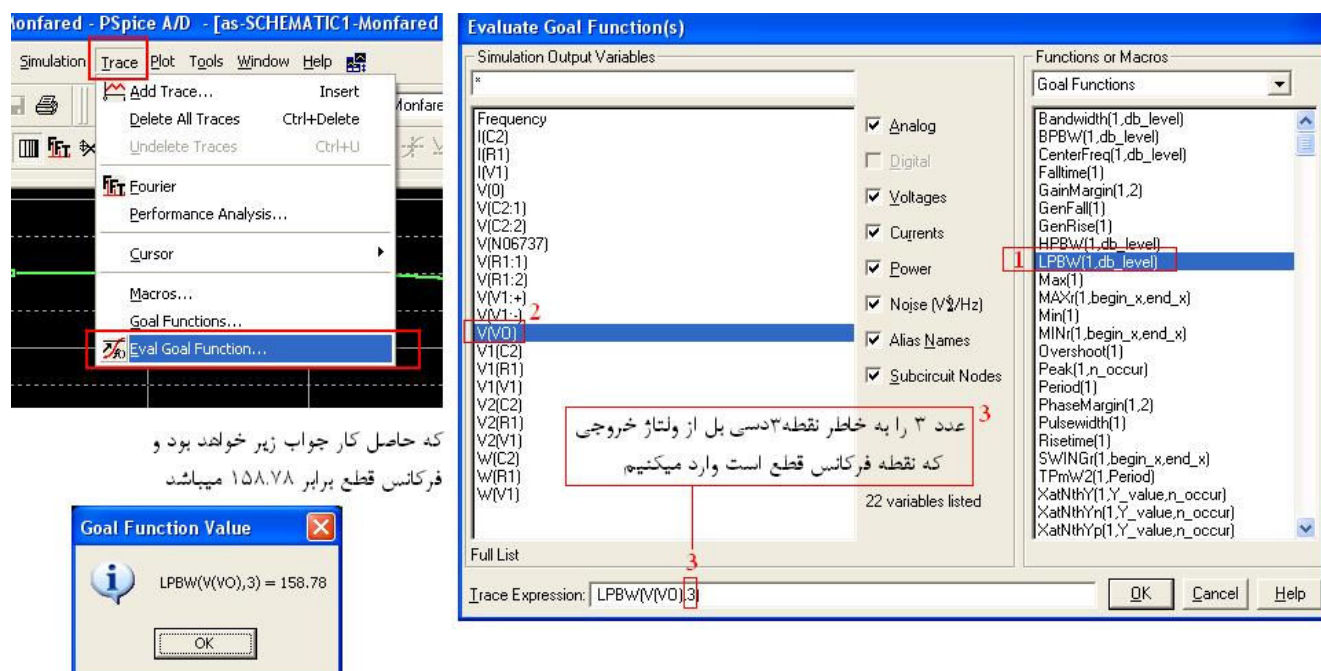 Monfared - PSpice A/D - [as-SCHEMATIC1-Monfared
Simulation Trace Plot Tools Window Help
Add Trace... Insert
Delete All Traces Ctrl+Delete
Undelete Traces Ctrl+U
Fourier
Performance Analysis...
Cursor
Macros...
Goal Functions...
Eval Goal Function...
Monfare
FFT
که حاصل کار جواب زیر خواهد بود و
فرکانس قطع برابر ۱۵۸.۷۸ میباشد
Goal Function Value
LPBW(V(VO),3) = 158.78
OK
Evaluate Goal Function(s)
Simulation Output Variables
*
Frequency
I(C2)
I(R1)
I(V1)
V(0)
V(C2:1)
V(C2:2)
V(N06737)
V(R1:1)
V(R1:2)
V(V1:+)
V(V1:-)
2
V(VO)
V1(C2)
V1(R1)
V1(V1)
V2(C2)
V2(R1)
V2(V1)
W(C2)
W(R1)
W(V1)
Full List
Analog
Digital
Voltages
Currents
Power
Noise (V²/Hz)
Alias Names
Subcircuit Nodes
22 variables listed
3
عدد ۳ را به خاطر نقطه۳دسی بل از ولتاژ خروجی
که نقطه فرکانس قطع است وارد میکنیم
3
Functions or Macros
Goal Functions
Bandwidth(1,db_level)
BPBW(1,db_level)
CenterFreq(1,db_level)
Falltime(1)
GainMargin(1,2)
GenFall(1)
GenRise(1)
HPBW(1,db_level)
1
LPBW(1,db_level)
Max(1)
MAXr(1,begin_x,end_x)
Min(1)
MINr(1,begin_x,end_x)
Overshoot(1)
Peak(1,n_occur)
Period(1)
PhaseMargin(1,2)
Pulsewidth(1)
Risetime(1)
SWINGr(1,begin_x,end_x)
TPmW2(1,Period)
XatNthY(1,Y_value,n_occur)
XatNthYn(1,Y_value,n_occur)
XatNthYp(1,Y_value,n_occur)
Trace Expression: LPBW(V(VO),3)
OK Cancel Help